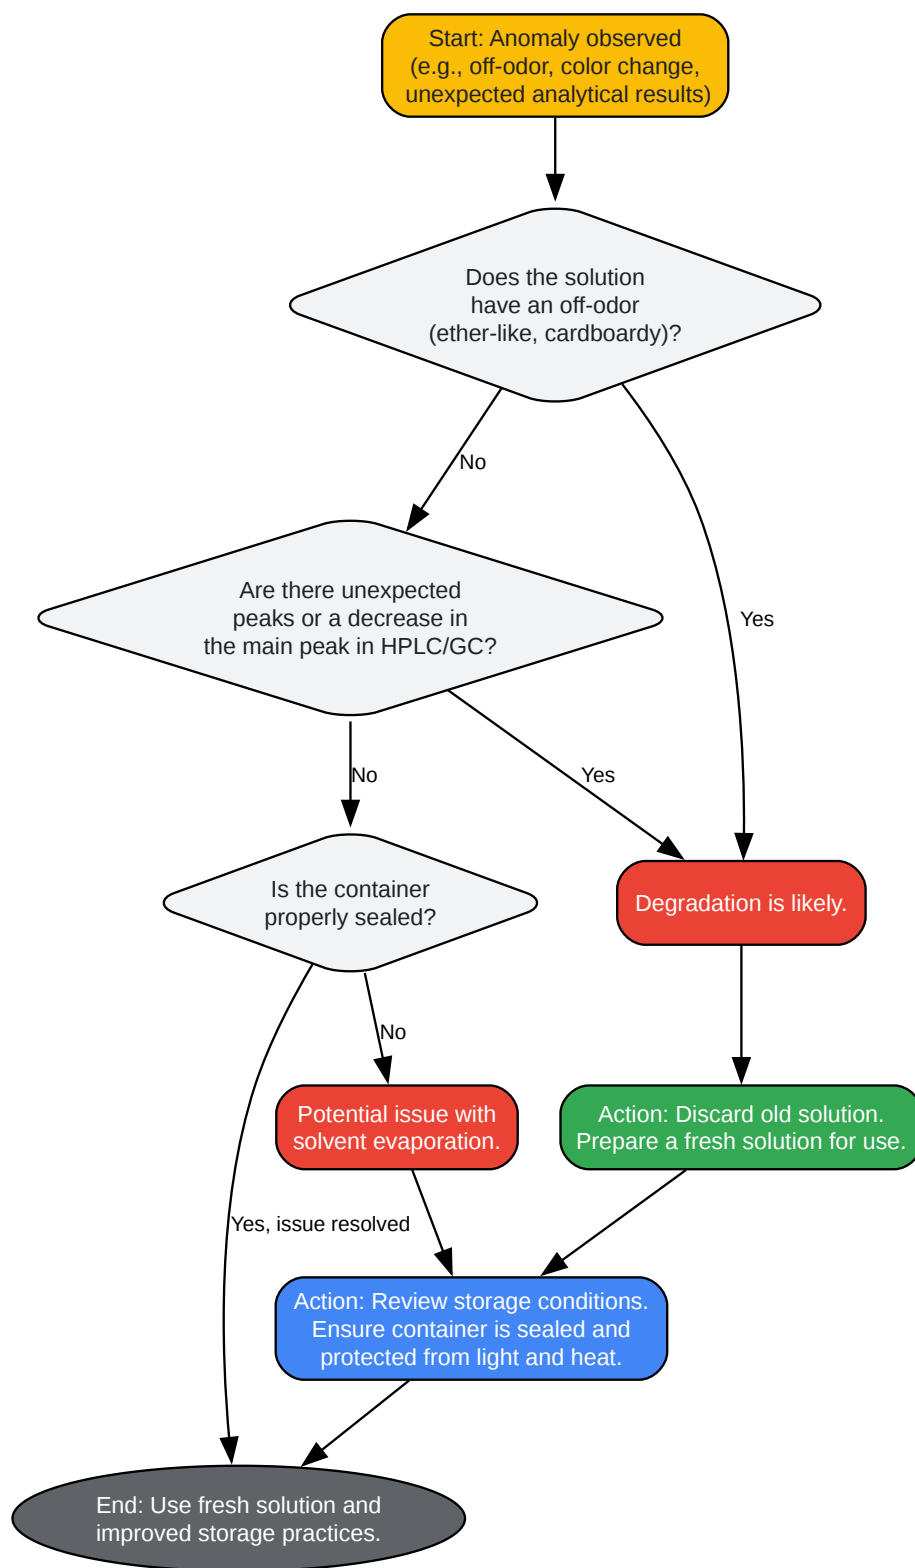 Start: Anomaly observed
(e.g., off-odor, color change,
unexpected analytical results)
Does the solution
have an off-odor
(ether-like, cardboardy)?
No
Yes
Are there unexpected
peaks or a decrease in
the main peak in HPLC/GC?
No
Yes
Is the container
properly sealed?
Degradation is likely.
No
Yes, issue resolved
Potential issue with
solvent evaporation.
Action: Discard old solution.
Prepare a fresh solution for use.
Action: Review storage conditions.
Ensure container is sealed and
protected from light and heat.
End: Use fresh solution and
improved storage practices.